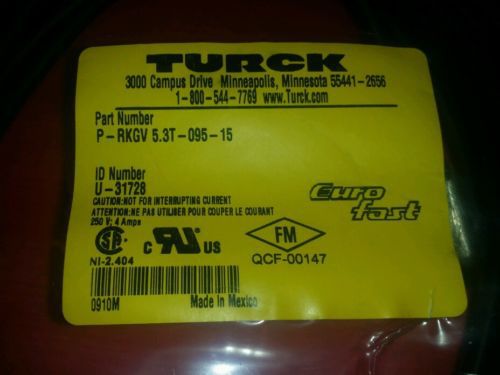 TURCK
3000 Campus Drive Minneapolis, Minnesota 55441-2656
1-800-544-7769 www.Turck.com
Part Number
P-RKGV 5.3T-095-15
ID Number
U-31728
CAUTION:NOT FOR INTERRUPTING CURRENT
ATTENTION:NE PAS UTILISER POUR COUPER LE COURANT
250 V; 4 Amps
Euro
fast
SA
NI-2.404
C UR US
FM
QCF-00147
0910M
Made in Mexico